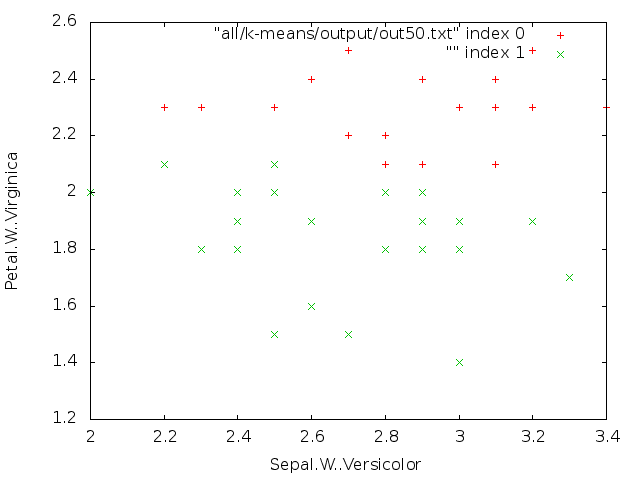 "all/k-means/output/out50.txt" index 0
"" index 1
2.6
2.4
2.2
2
1.8
1.6
1.4
1.2
Petal.W..Virginica
2 2.2 2.4 2.6 2.8 3 3.2 3.4
Sepal.W..Versicolor